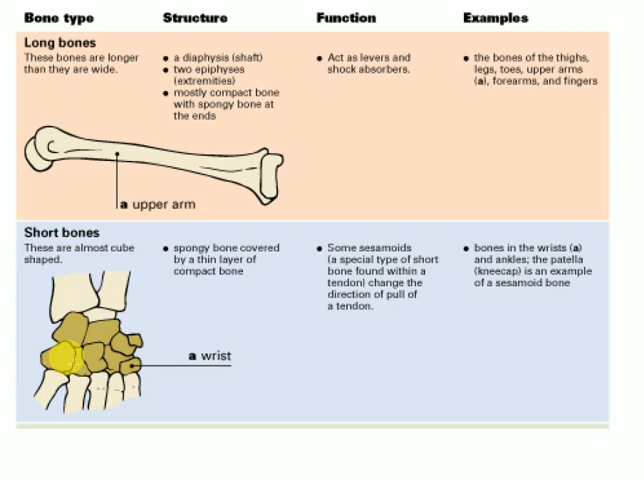 Bone type Structure Function Examples
Long bones
These bones are longer
than they are wide.
● a diaphysis (shaft)
● two epiphyses
(extremities)
● mostly compact bone
with spongy bone at
the ends
● Act as levers and
shock absorbers.
● the bones of the thighs,
legs, toes, upper arms
(a), forearms, and fingers
a upper arm
Short bones
These are almost cube
shaped.
● spongy bone covered
by a thin layer of
compact bone
● Some sesamoids
(a special type of short
bone found within a
tendon) change the
direction of pull of
a tendon.
● bones in the wrists (a)
and ankles; the patella
(kneecap) is an example
of a sesamoid bone
a wrist